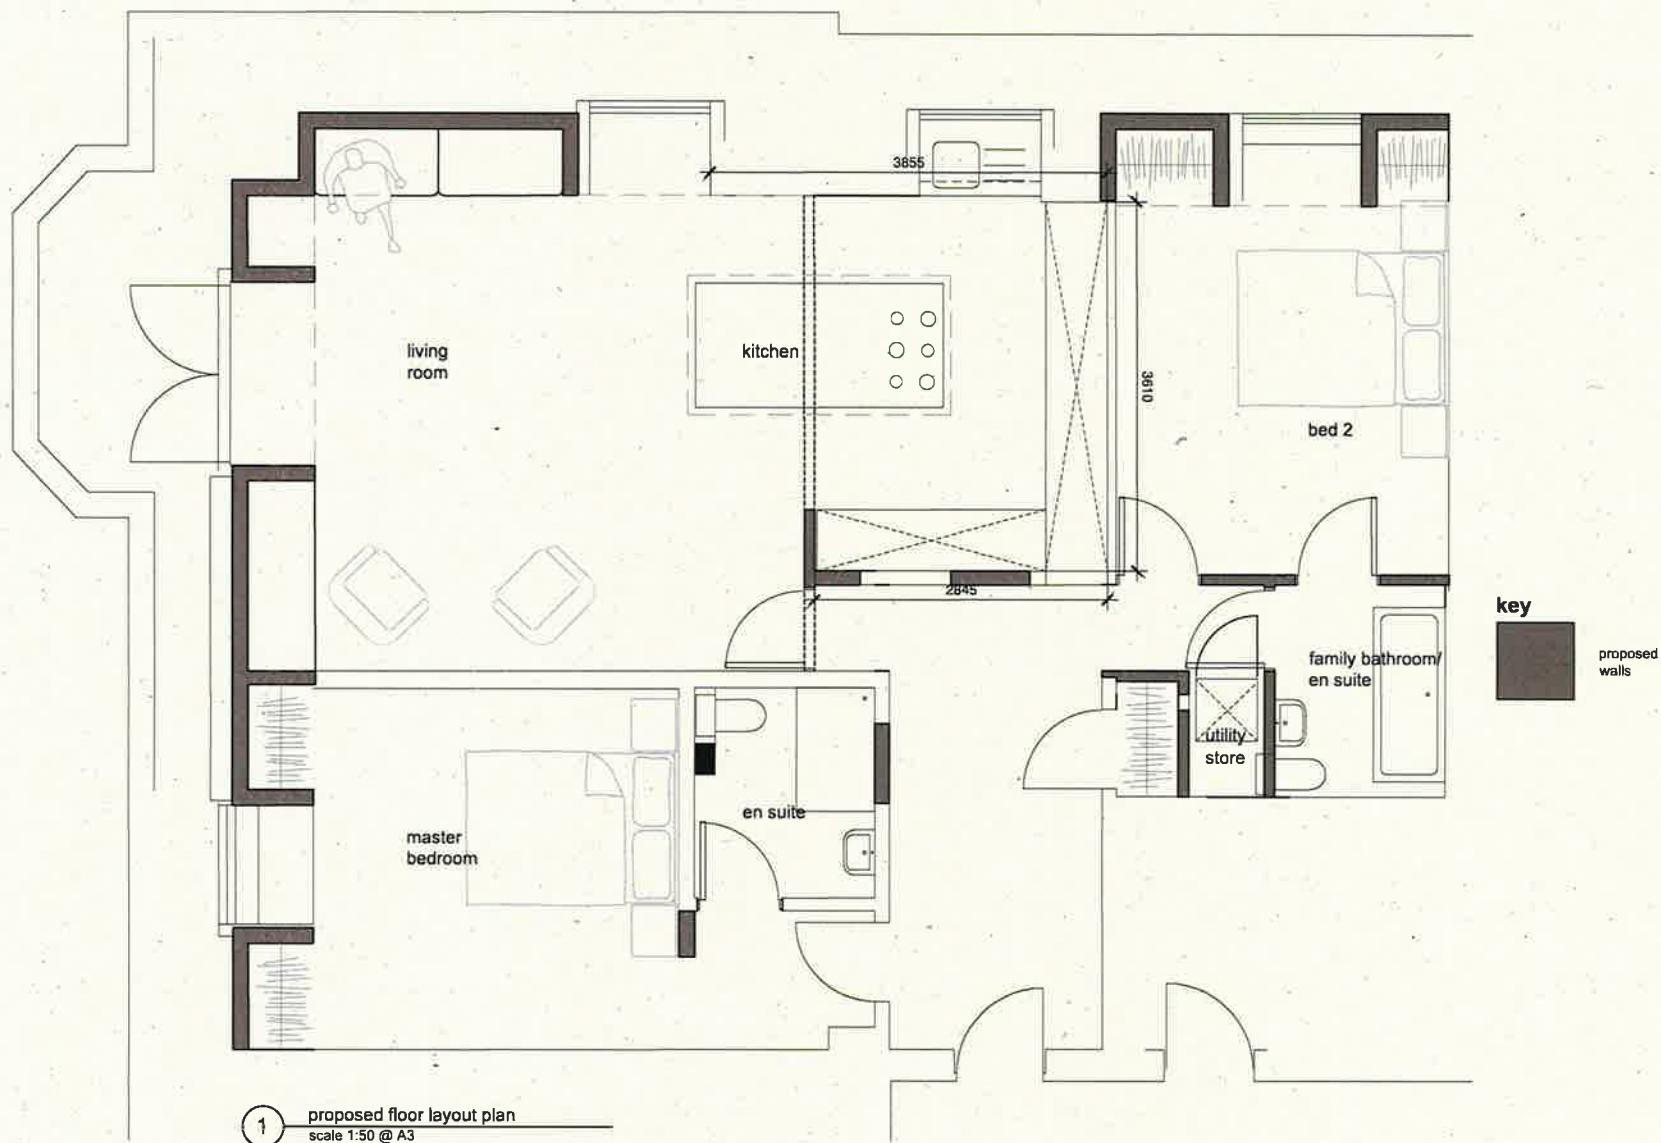 3855
living
room
kitchen
3610
bed 2
2845
key
proposed
walls
family bathroom/
en suite
utility
store
en suite
master
bedroom
1
proposed floor layout plan
scale 1:50 @ A3